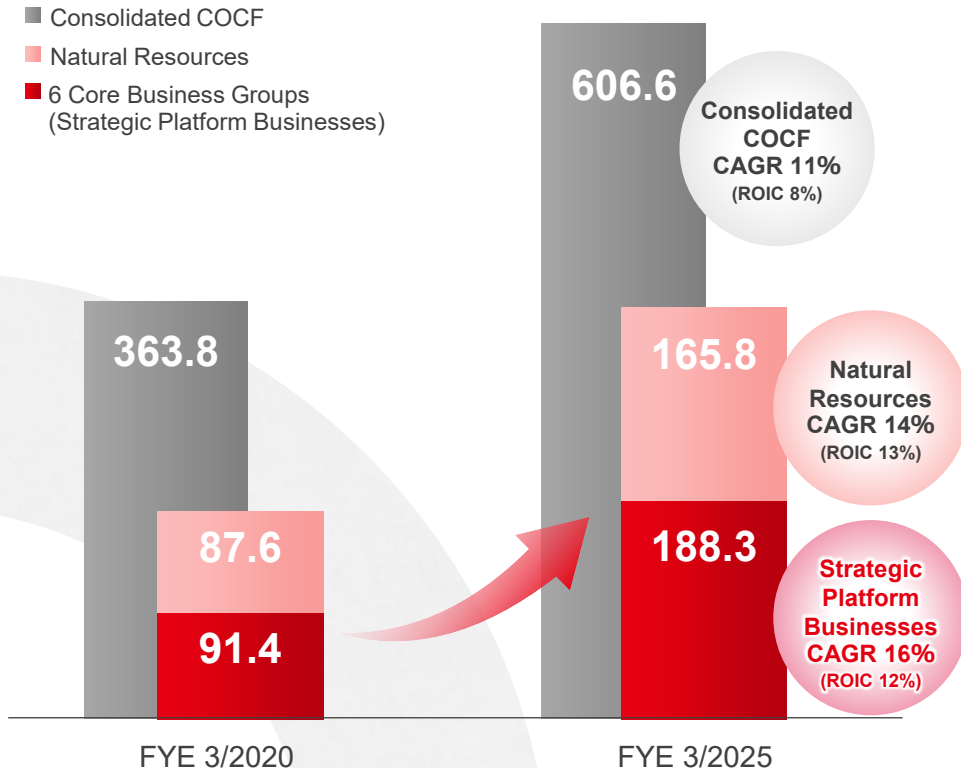 Consolidated COCF
Natural Resources
6 Core Business Groups
(Strategic Platform Businesses)
363.8
87.6
91.4
FYE 3/2020
606.6
165.8
188.3
FYE 3/2025
Consolidated
COCF
CAGR 11%
(ROIC 8%)
Natural
Resources
CAGR 14%
(ROIC 13%)
Strategic
Platform
Businesses
CAGR 16%
(ROIC 12%)